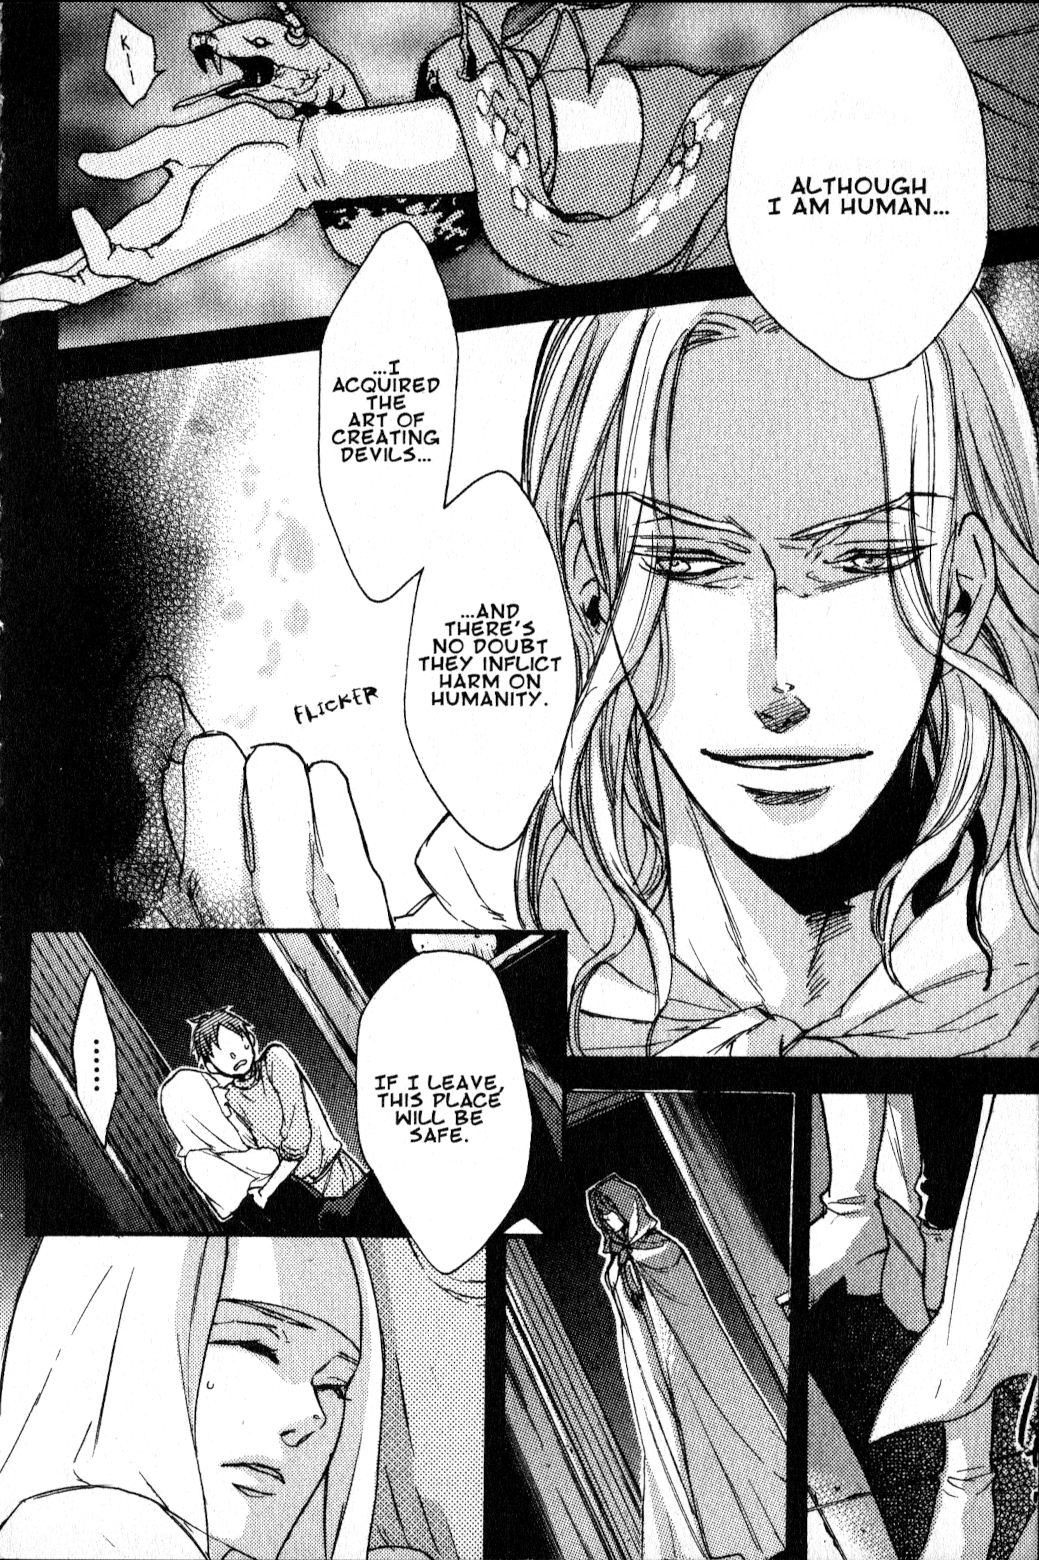 ALTHOUGH
I AM HUMAN...
...I
ACQUIRED
THE
ART OF
CREATING
DEVILS...
...AND
THERE'S
NO DOUBT
THEY INFLICT
HARM ON
HUMANITY.
FLICKER
IF I LEAVE,
THIS PLACE
WILL BE
SAFE.
......